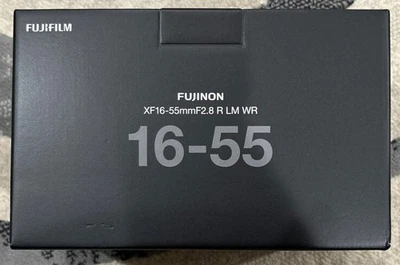 FUJIFILM
FUJINON
XF16-55mmF2.8 R LM WR
16-55